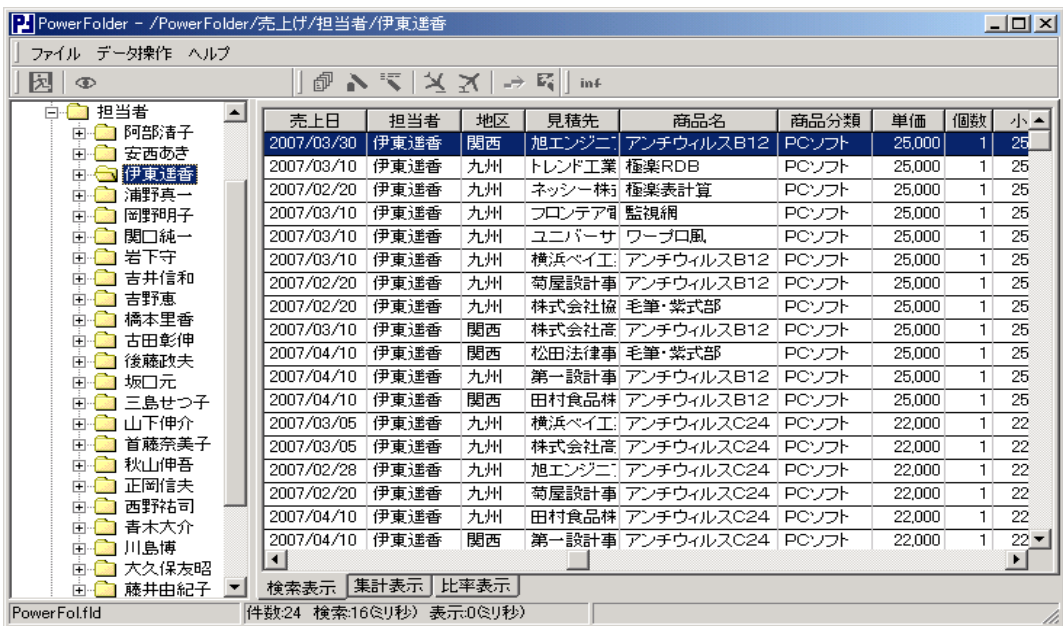 PowerFolder - /PowerFolder/売上げ/担当者/伊東遥香
ファイル データ操作 ヘルプ
inf
担当者
阿部清子
安西あき
伊東遥香
浦野真一
岡野明子
関口純一
岩下守
吉井信和
吉野恵
橋本里香
古田彰伸
後藤政夫
坂口元
三島せつ子
山下伸介
首藤奈美子
秋山伸吾
正岡信夫
西野祐司
青木大介
川島博
大久保友昭
藤井由紀子
売上日 担当者 地区 見積先 商品名 商品分類 単価 個数 小
2007/03/30 伊東遥香 関西 旭エンジニ アンチウィルスB12 PCソフト 25,000 1 25
2007/03/10 伊東遥香 九州 トレンド工業 極楽RDB PCソフト 25,000 1 25
2007/02/20 伊東遥香 九州 ネッシー株 極楽表計算 PCソフト 25,000 1 25
2007/03/10 伊東遥香 九州 フロンテア 監視網 PCソフト 25,000 1 25
2007/03/10 伊東遥香 九州 ユニバーサ ワープロ風 PCソフト 25,000 1 25
2007/03/10 伊東遥香 九州 横浜ベイエ アンチウィルスB12 PCソフト 25,000 1 25
2007/02/20 伊東遥香 九州 菊屋設計事 アンチウィルスB12 PCソフト 25,000 1 25
2007/02/20 伊東遥香 九州 株式会社協 毛筆・紫式部 PCソフト 25,000 1 25
2007/03/10 伊東遥香 関西 株式会社高 アンチウィルスB12 PCソフト 25,000 1 25
2007/04/10 伊東遥香 関西 松田法律事 毛筆・紫式部 PCソフト 25,000 1 25
2007/04/10 伊東遥香 九州 第一設計事 アンチウィルスB12 PCソフト 25,000 1 25
2007/04/10 伊東遥香 関西 田村食品株 アンチウィルスB12 PCソフト 25,000 1 25
2007/03/05 伊東遥香 九州 横浜ベイエ アンチウィルスC24 PCソフト 22,000 1 22
2007/03/05 伊東遥香 九州 株式会社高 アンチウィルスC24 PCソフト 22,000 1 22
2007/02/28 伊東遥香 九州 旭エンジニ アンチウィルスC24 PCソフト 22,000 1 22
2007/02/20 伊東遥香 九州 菊屋設計事 アンチウィルスC24 PCソフト 22,000 1 22
2007/04/10 伊東遥香 九州 田村食品株 アンチウィルスC24 PCソフト 22,000 1 22
2007/04/10 伊東遥香 関西 第一設計事 アンチウィルスC24 PCソフト 22,000 1 22
検索表示 集計表示 比率表示
PowerFol.fld 件数:24 検索:16(ミリ秒) 表示:0(ミリ秒)